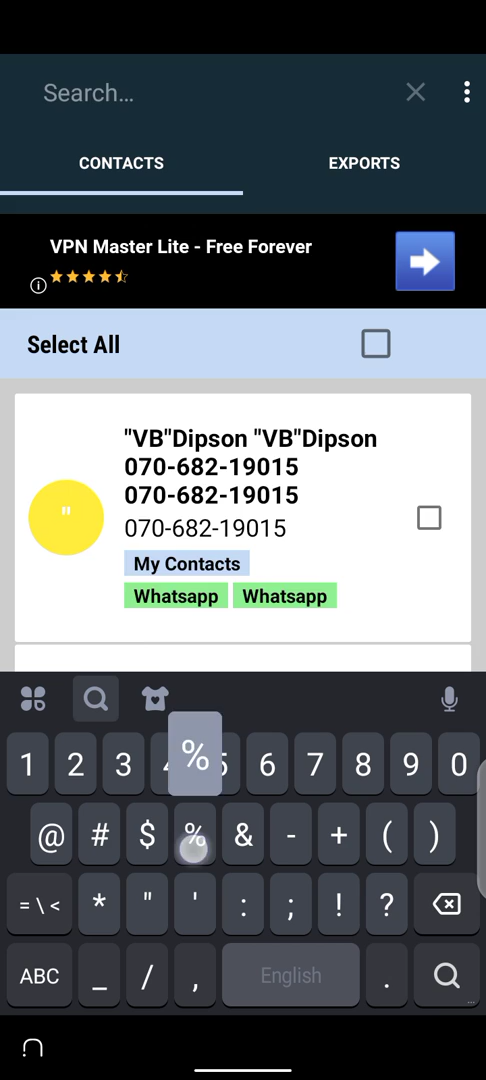 Search...
CONTACTS EXPORTS
VPN Master Lite - Free Forever
Select All
"VB"Dipson "VB"Dipson
070-682-19015
070-682-19015
070-682-19015
"
My Contacts
Whatsapp Whatsapp
%
1 2 3 4 5 6 7 8 9 0
@ # $ % & - + ( )
= \ < * " ' : ; ! ?
ABC _ / , English .